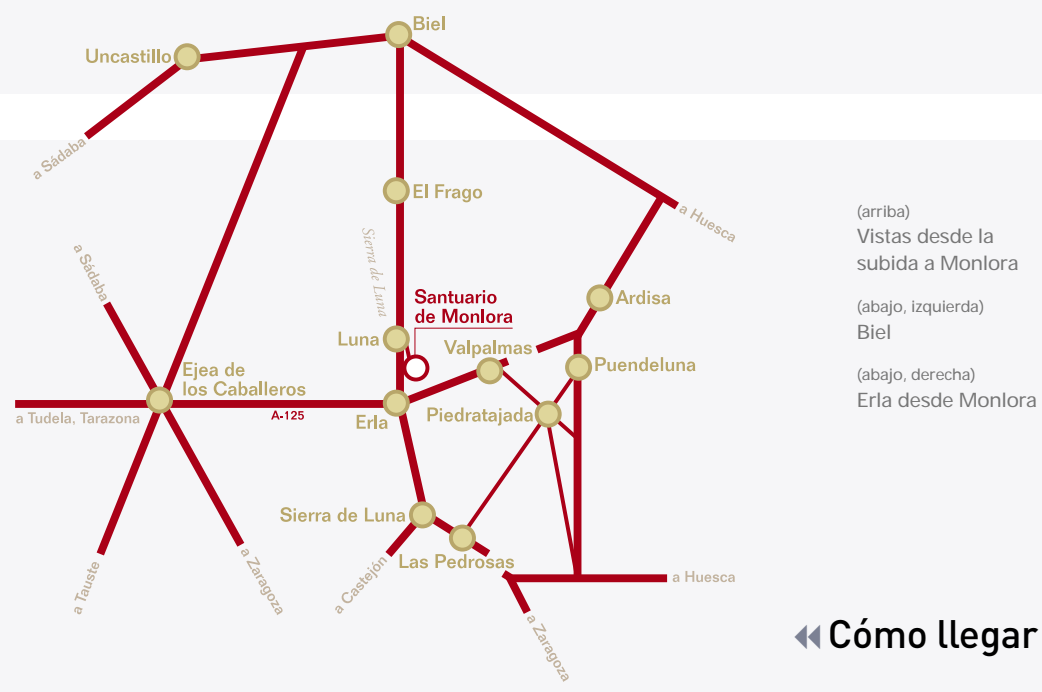 Biel
Uncastillo
a Sádaba
El Frago
a Huesca
Sierra de Luna
a Sádaba
Santuario
de Monlora
Ardisa
Luna
Valpalmas
Puendeluna
Ejea de
los Caballeros
a Tudela, Tarazona
A-125
Erla
Piedratajada
Sierra de Luna
Las Pedrosas
a Tauste
a Zaragoza
a Castejón
a Huesca
a Zaragoza
(arriba)
Vistas desde la
subida a Monlora
(abajo, izquierda)
Biel
(abajo, derecha)
Erla desde Monlora
Cómo llegar